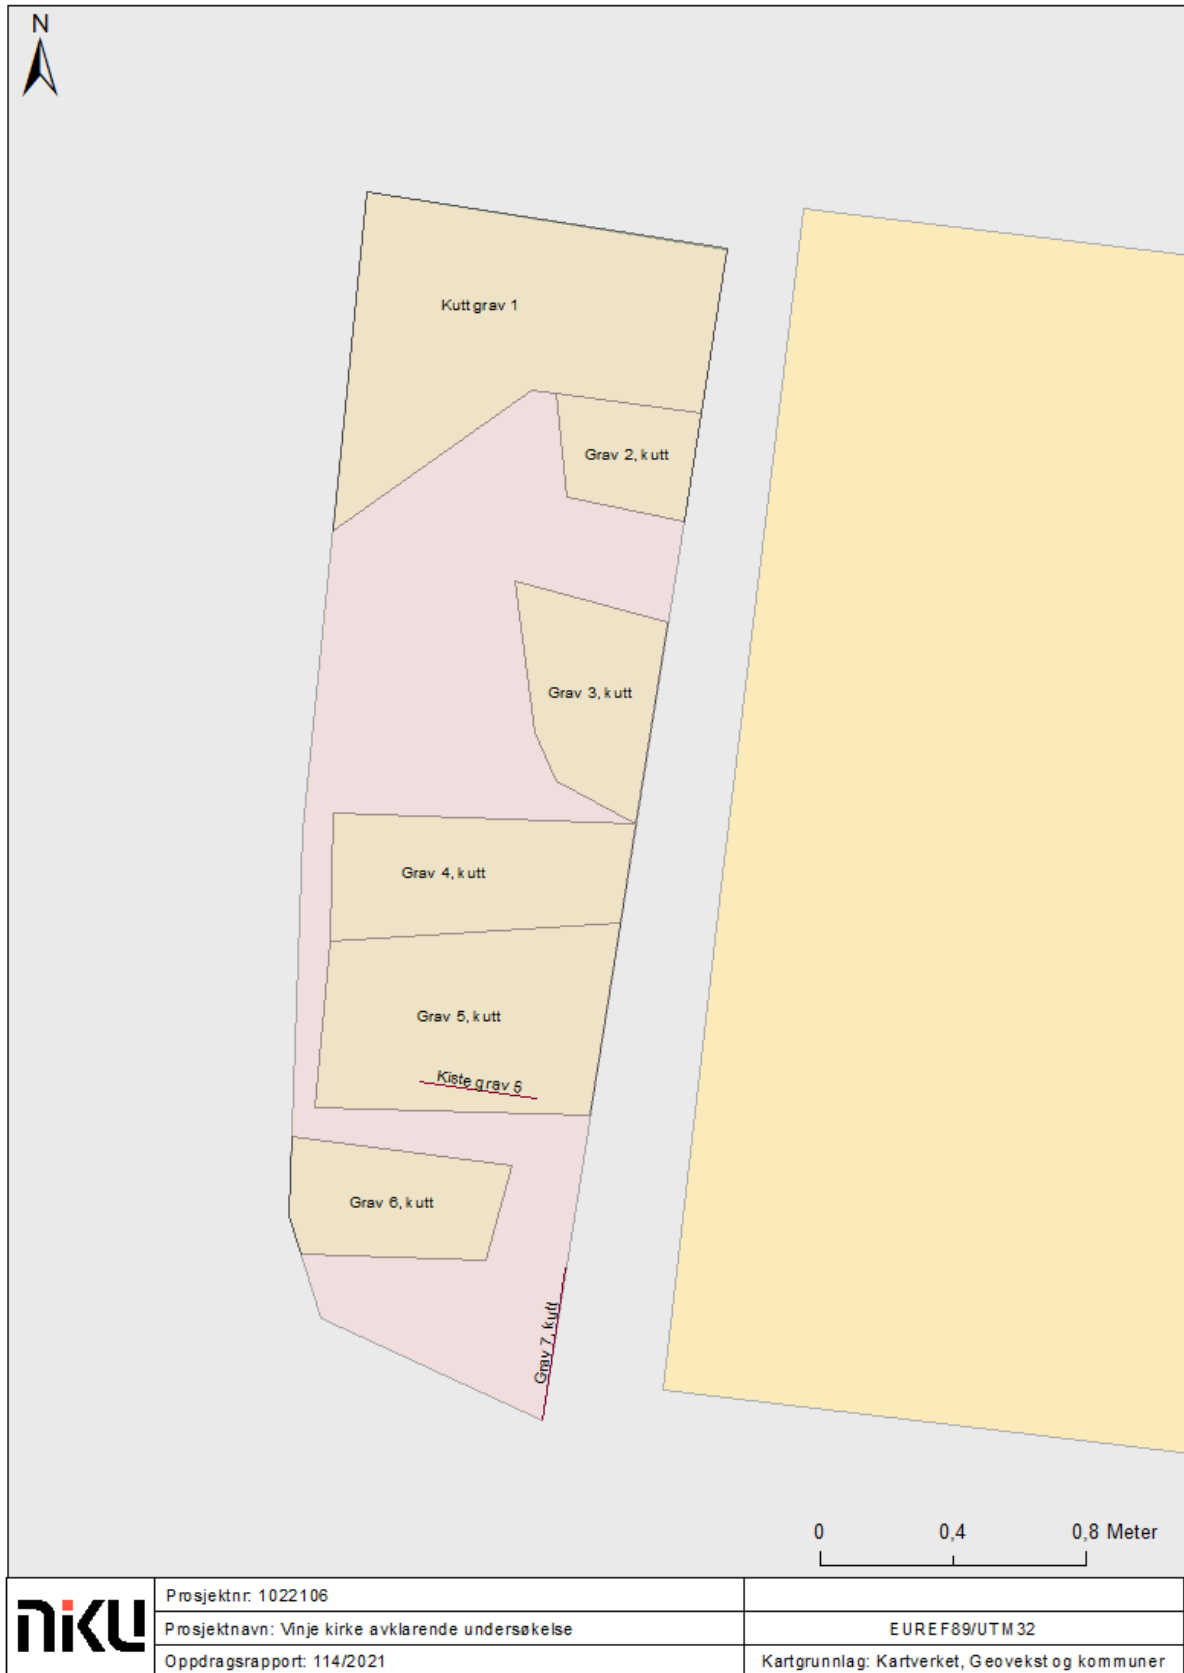 N
Kutt grav 1
Grav 2, kutt
Grav 3, kutt
Grav 4, kutt
Grav 5, kutt
Kiste grav 5
Grav 6, kutt
Grav 7, kutt
0 0,4 0,8 Meter
niku
Prosjektnr: 1022106
Prosjektnavn: Vinje kirke avklarende undersøkelse
EUREF89/UTM32
Oppdragsrapport: 114/2021
Kartgrunnlag: Kartverket, Geovekst og kommuner